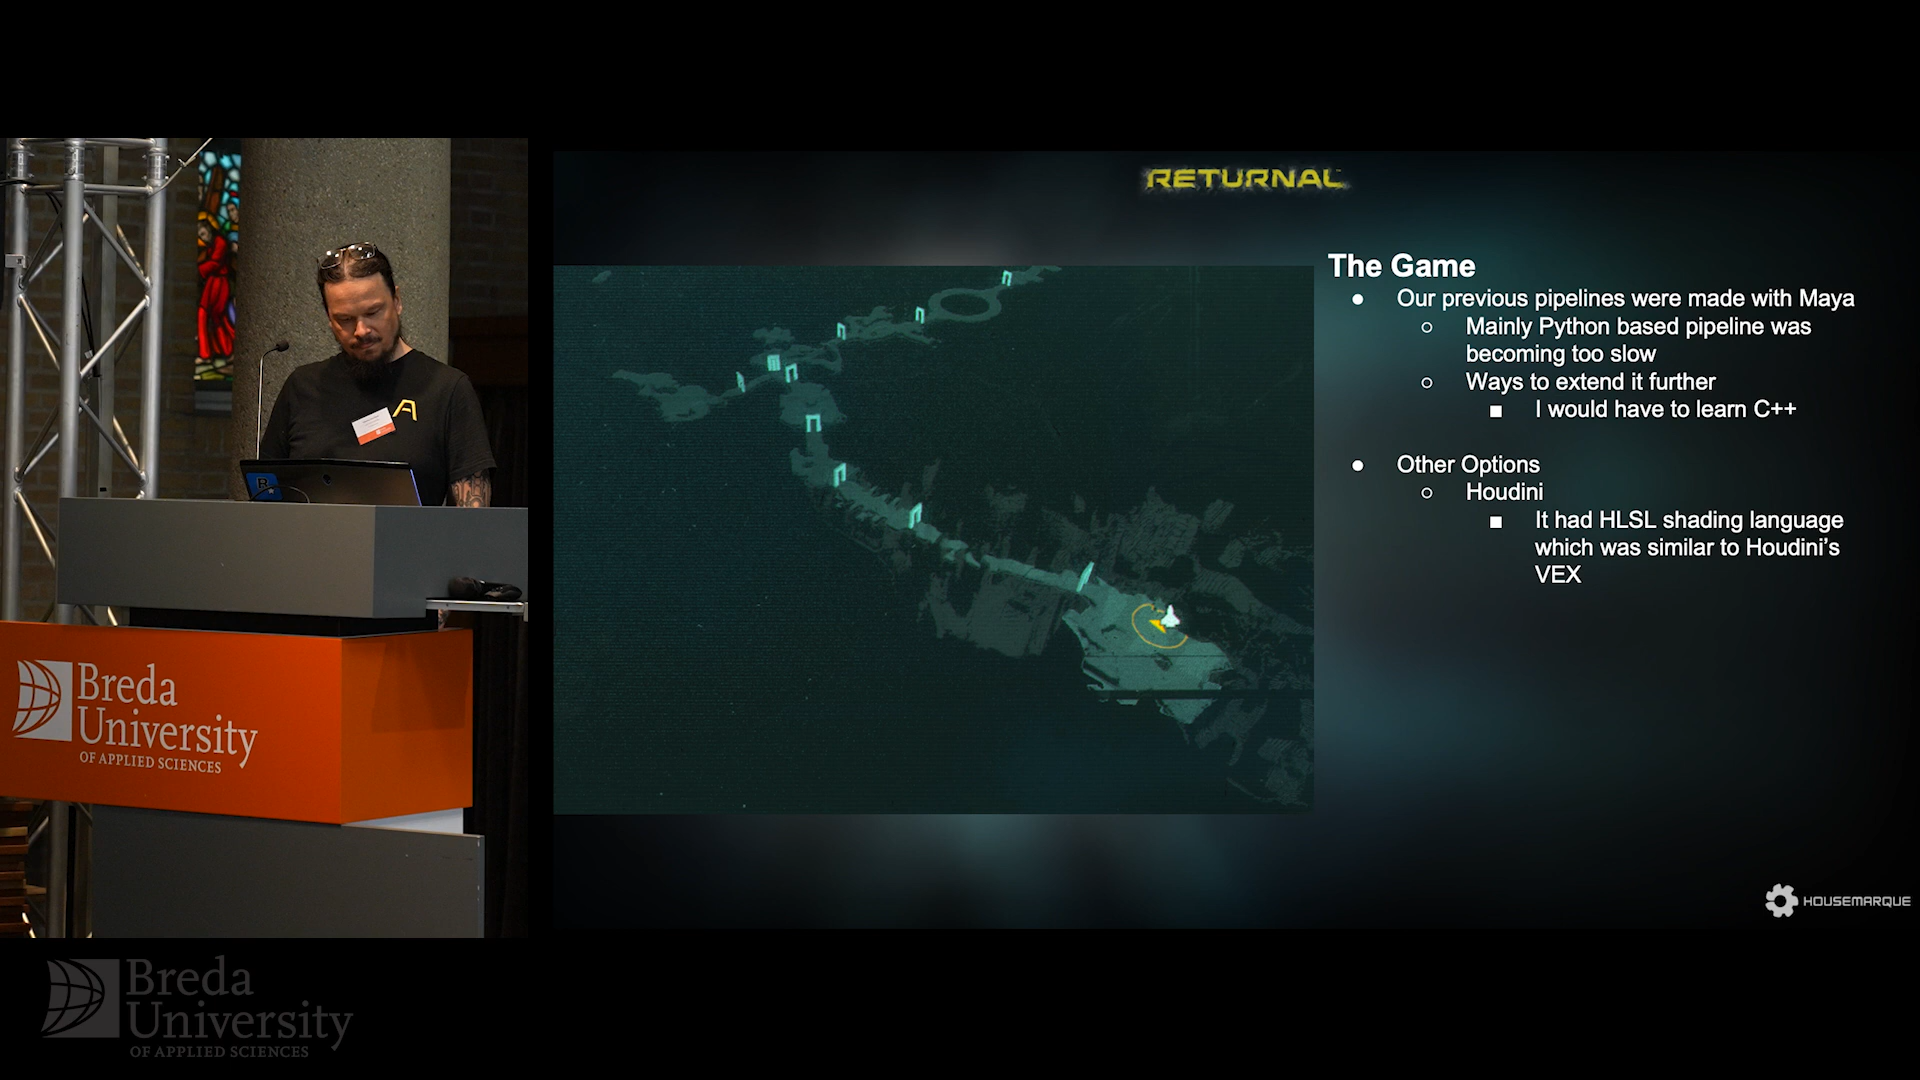 RETURNAL
The Game
Our previous pipelines were made with Maya
Mainly Python based pipeline was
becoming too slow
Ways to extend it further
I would have to learn C++
Other Options
Houdini
It had HLSL shading language
which was similar to Houdini's
VEX
HOUSEMARQUE
R
Breda
University
OF APPLIED SCIENCES
Breda
University
OF APPLIED SCIENCES